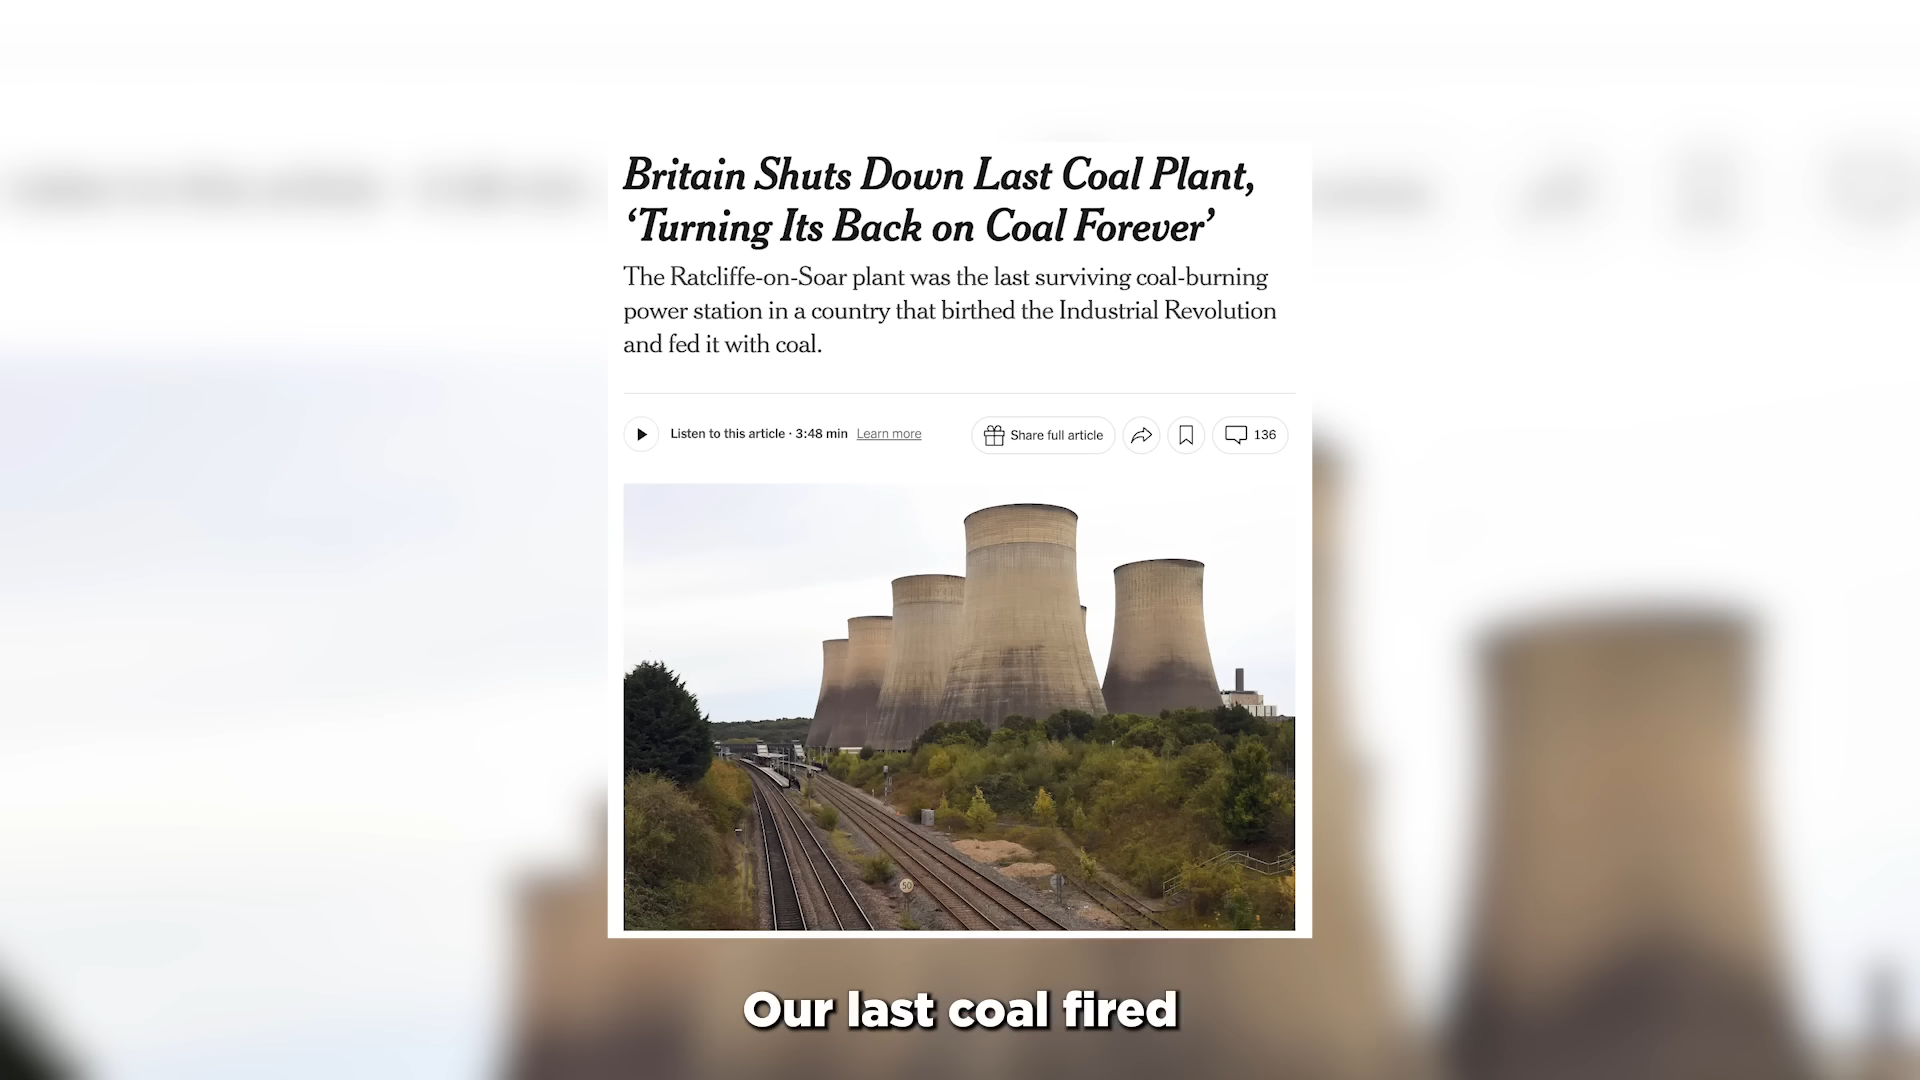 Britain Shuts Down Last Coal Plant,
‘Turning Its Back on Coal Forever’
The Ratcliffe-on-Soar plant was the last surviving coal-burning
power station in a country that birthed the Industrial Revolution
and fed it with coal.
Listen to this article · 3:48 min Learn more
Share full article
136
50
Our last coal fired